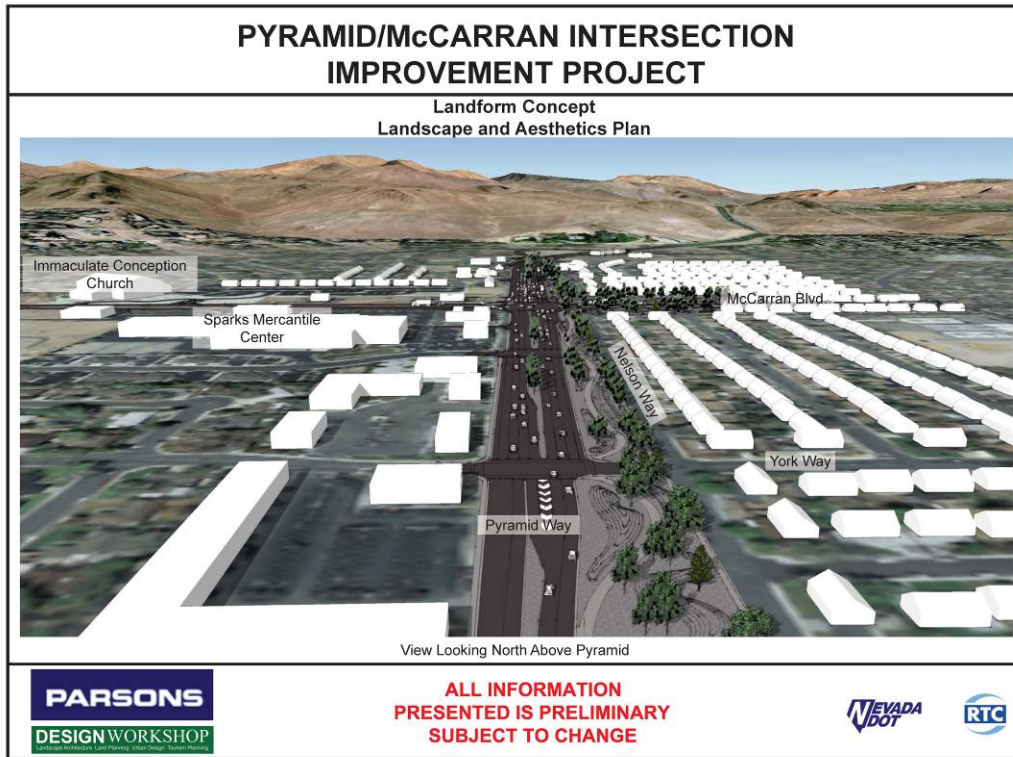 PYRAMID/McCARRAN INTERSECTION
IMPROVEMENT PROJECT
Landform Concept
Landscape and Aesthetics Plan
Immaculate Conception
Church
McCarran Blvd.
Sparks Mercantile
Center
Nelson Way
York Way
Pyramid Way
View Looking North Above Pyramid
PARSONS
DESIGNWORKSHOP
Landscape Architecture Land Planning Urban Design Tourism Planning
ALL INFORMATION
PRESENTED IS PRELIMINARY
SUBJECT TO CHANGE
NEVADA
DOT
RTC